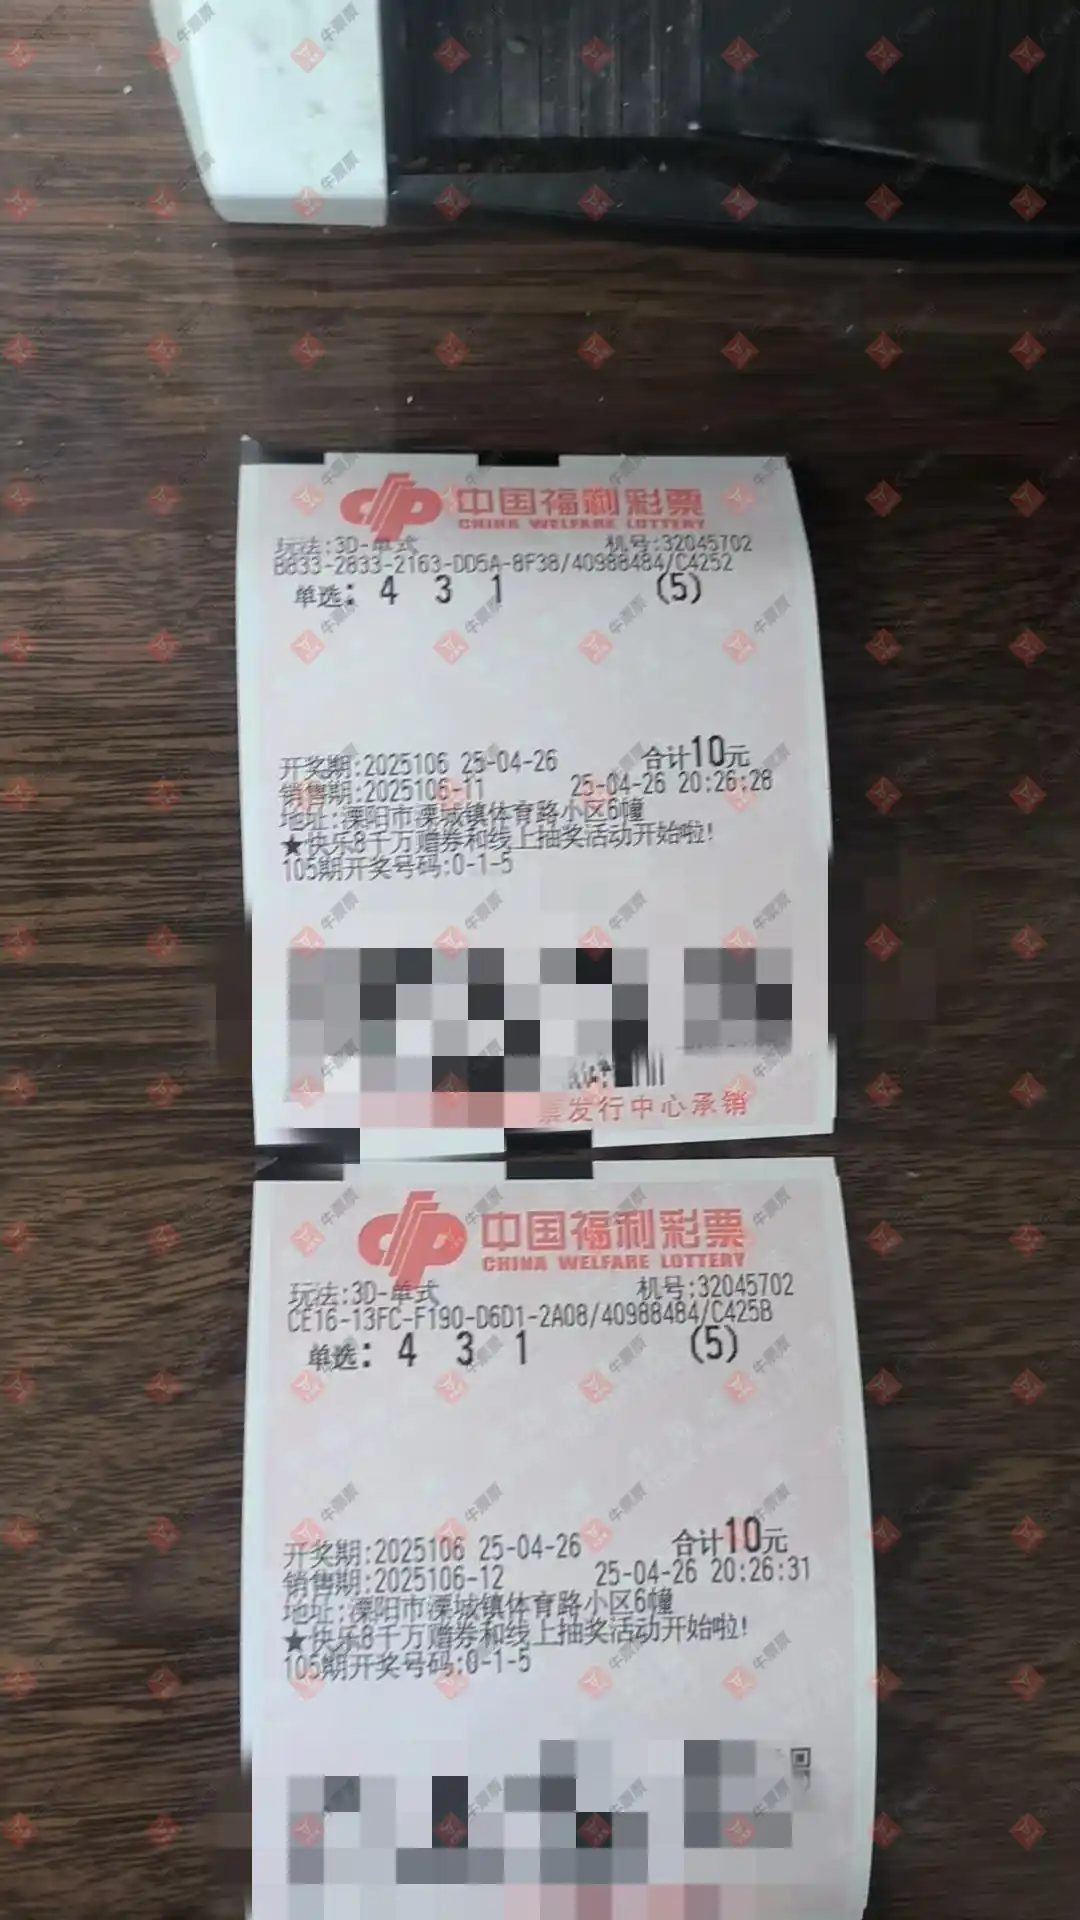 中国福利彩票
CHINA WELFARE LOTTERY
玩法:3D-单式 机号:32045702
B833-2833-2163-DD5A-8F38/40988484/C4252
单选: 4 3 1 (5)
开奖期:2025106 25-04-26 合计10元
销售期:2025106-11 25-04-26 20:26:28
地址:溧阳市溧城镇体育路小区6幢
★快乐8千万赠券和线上抽奖活动开始啦!
105期开奖号码:0-1-5
票发行中心承销
中国福利彩票
CHINA WELFARE LOTTERY
玩法:3D-单式 机号:32045702
CE16-13FC-F190-D6D1-2A08/40988484/C425B
单选: 4 3 1 (5)
开奖期:2025106 25-04-26 合计10元
销售期:2025106-12 25-04-26 20:26:31
地址:溧阳市溧城镇体育路小区6幢
★快乐8千万赠券和线上抽奖活动开始啦!
105期开奖号码:0-1-5
牛票票